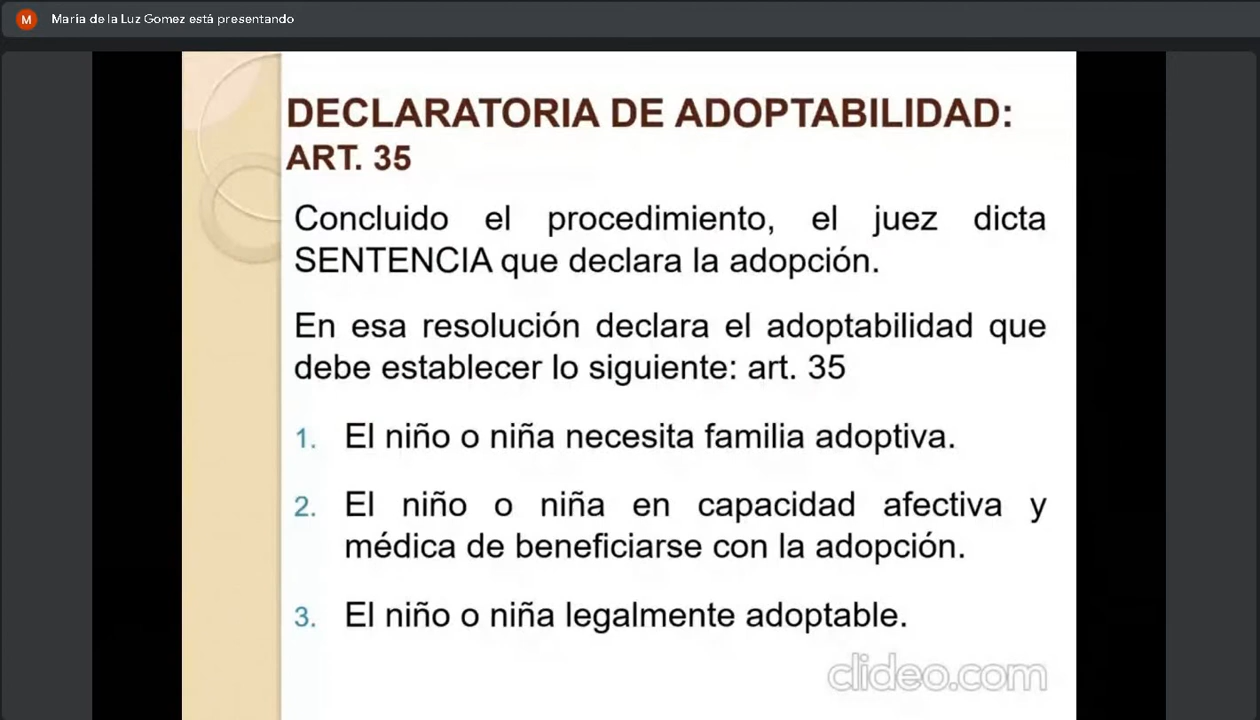 M María de la Luz Gomez está presentando
DECLARATORIA DE ADOPTABILIDAD:
ART. 35
Concluido el procedimiento, el juez dicta
SENTENCIA que declara la adopción.
En esa resolución declara el adoptabilidad que
debe establecer lo siguiente: art. 35
1. El niño o niña necesita familia adoptiva.
2. El niño o niña en capacidad afectiva y
médica de beneficiarse con la adopción.
3. El niño o niña legalmente adoptable.
clideo.com